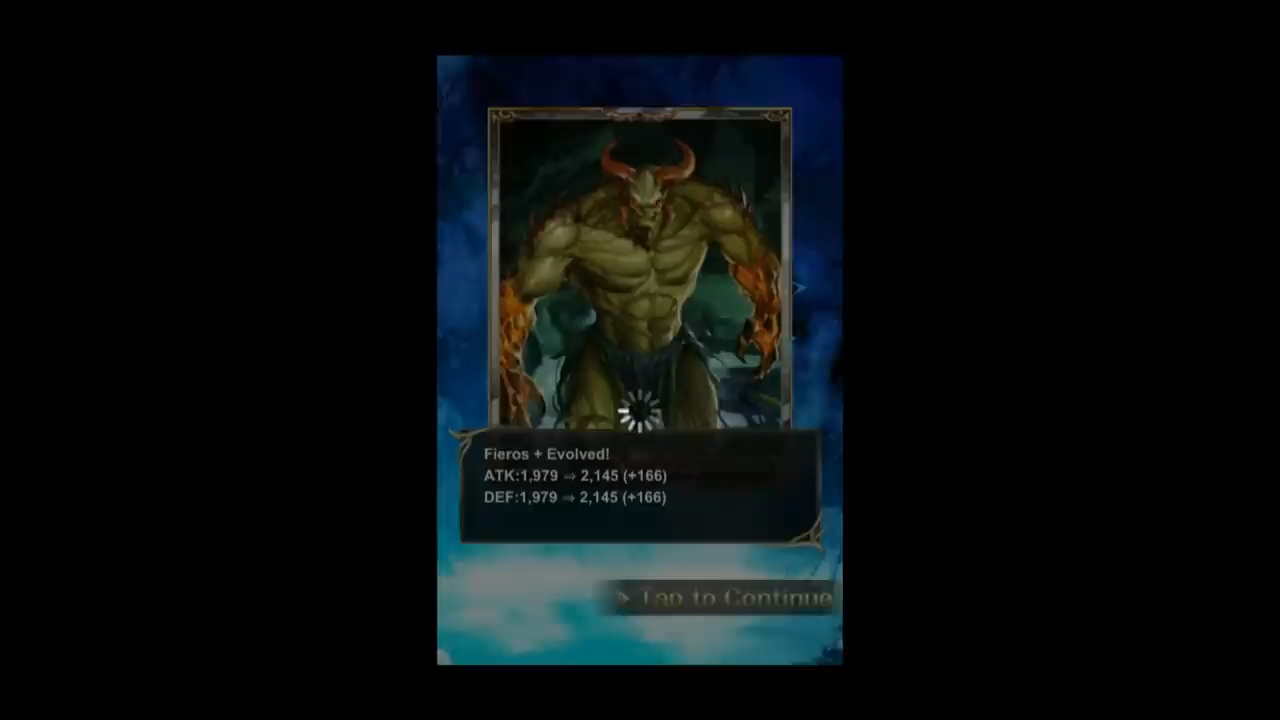 Fieros + Evolved!
ATK:1,979 ⇒ 2,145 (+166)
DEF:1,979 ⇒ 2,145 (+166)
Tap to Continue